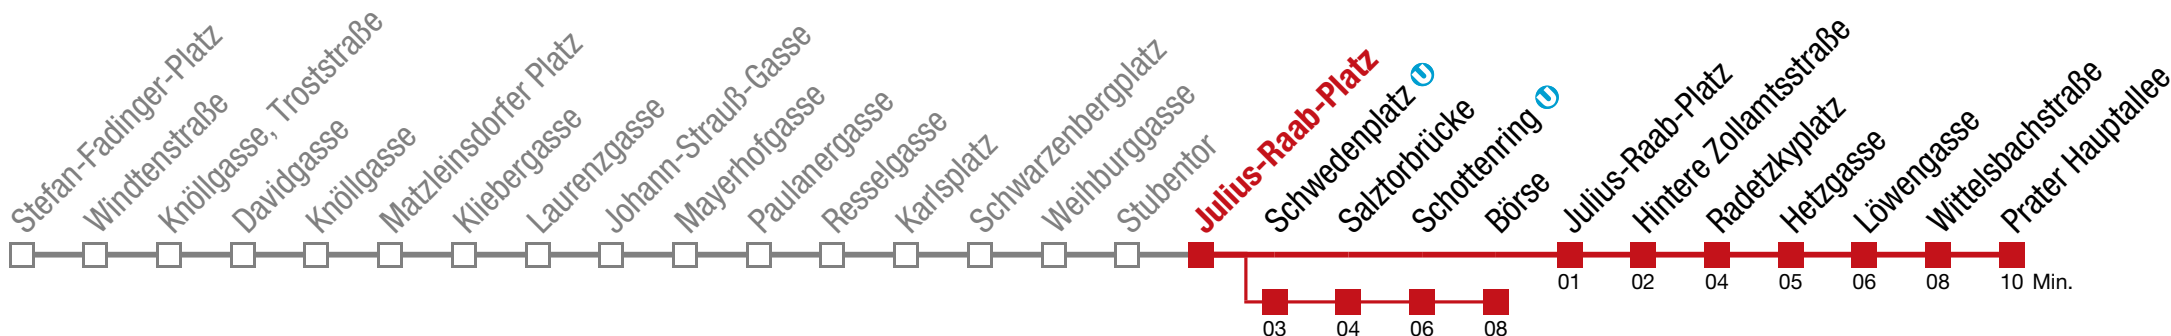 Stefan-Fadinger-Platz
Windtenstraße
Knöllgasse, Troststraße
Davidgasse
Knöllgasse
Matzleinsdorfer Platz
Kliebergasse
Laurenzgasse
Johann-Strauß-Gasse
Mayerhofgasse
Paulanergasse
Resselgasse
Karlsplatz
Schwarzenbergplatz
Weihburggasse
Stubentor
Julius-Raab-Platz
Schwedenplatz U
Salztorbrücke
Schottenring U
Börse
Julius-Raab-Platz
Hintere Zollamtsstraße
Radetzkyplatz
Hetzgasse
Löwengasse
Wittelsbachstraße
Prater Hauptallee
01 02 04 05 06 08 10 Min.
03 04 06 08